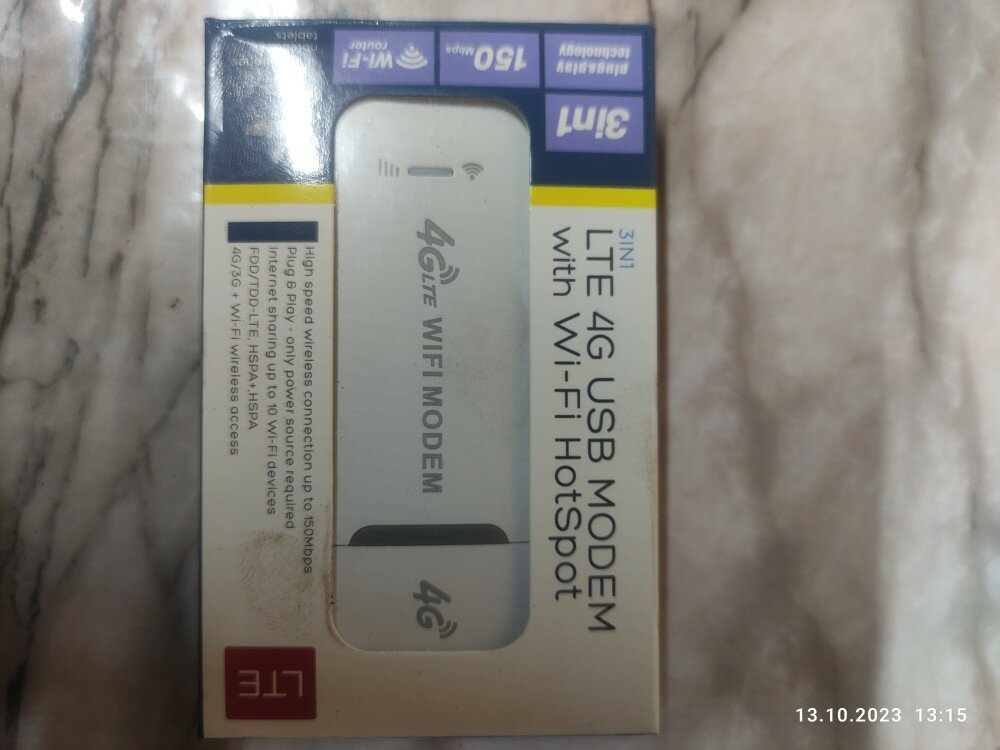 3in1
plug&play
technology
150 Mbps
Wi-Fi
router
tablets
3IN1
LTE 4G USB MODEM
with Wi-Fi HotSpot
4G LTE WIFI MODEM
4G
High speed wireless connection up to 150Mbps
Plug & Play - only power source required
Internet sharing up to 10 Wi-Fi devices
FDD/TDD-LTE, HSPA+,HSPA
4G/3G + Wi-Fi wireless access
LTE
13.10.2023 13:15